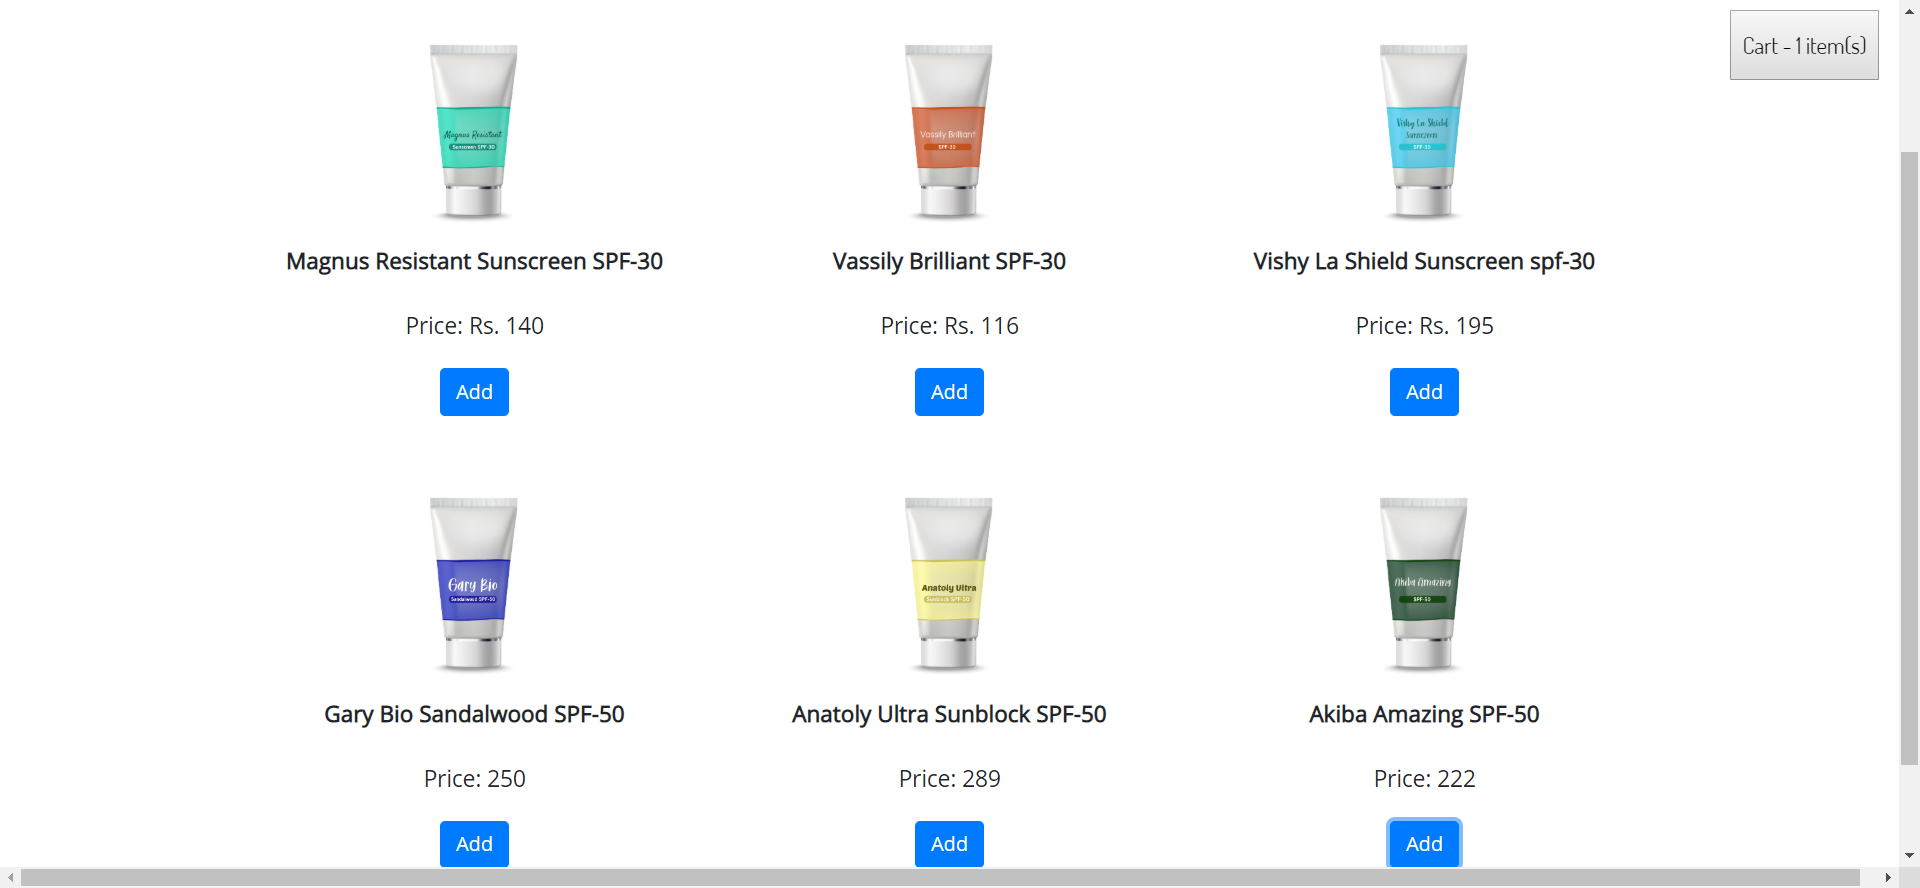 Cart - 1 item(s)
Magnus Resistant
Sunscreen SPF-30
Vassily Brilliant
SPF-30
Vishy La Shield
Sunscreen
SPF-30
Magnus Resistant Sunscreen SPF-30
Vassily Brilliant SPF-30
Vishy La Shield Sunscreen spf-30
Price: Rs. 140
Price: Rs. 116
Price: Rs. 195
Add
Add
Add
Gary Bio
Sandalwood SPF-50
Anatoly Ultra
Sunblock SPF-50
Akiba Amazing
SPF-50
Gary Bio Sandalwood SPF-50
Anatoly Ultra Sunblock SPF-50
Akiba Amazing SPF-50
Price: 250
Price: 289
Price: 222
Add
Add
Add